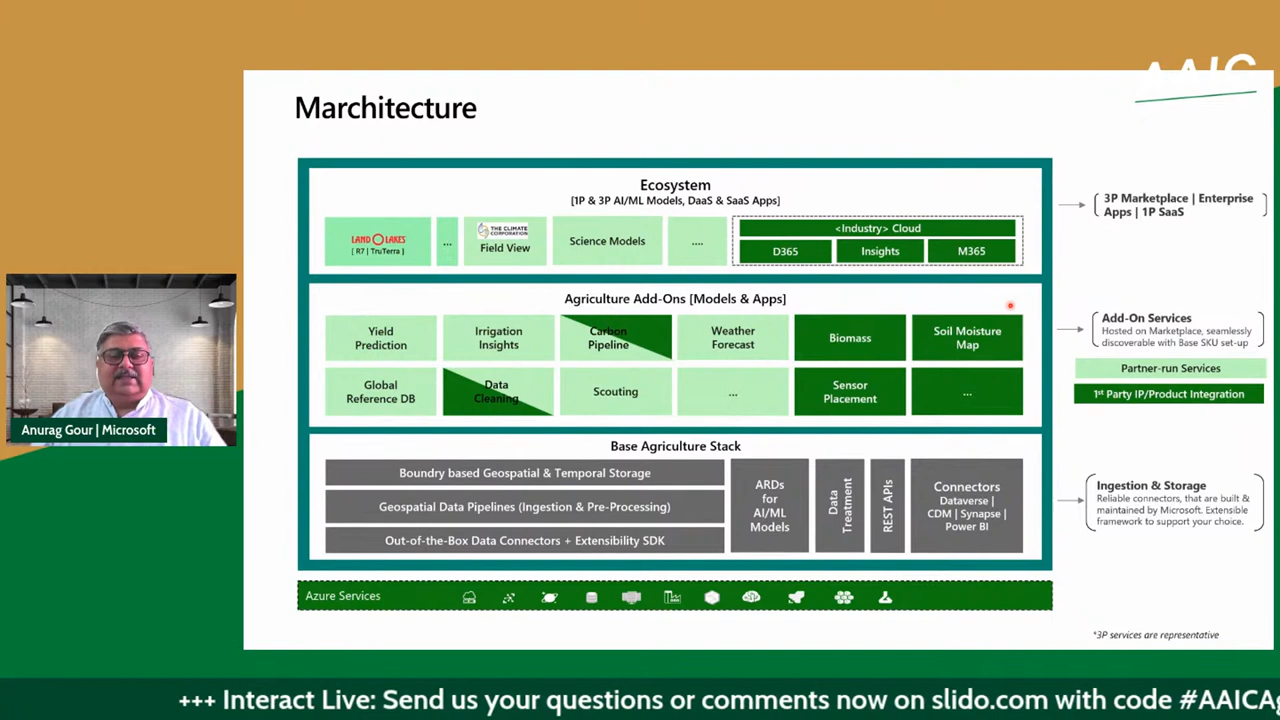 AAIC
Marchitecture
Ecosystem
[1P & 3P AI/ML Models, DaaS & SaaS Apps]
LAND O LAKES
( R7 | TruTerra )
...
THE CLIMATE
CORPORATION
Field View
Science Models
....
<Industry> Cloud
D365
Insights
M365
3P Marketplace | Enterprise
Apps | 1P SaaS
Agriculture Add-Ons [Models & Apps]
Yield
Prediction
Irrigation
Insights
Carbon
Pipeline
Weather
Forecast
Biomass
Soil Moisture
Map
Global
Reference DB
Data
Cleaning
Scouting
...
Sensor
Placement
...
Add-On Services
Hosted on Marketplace, seamlessly
discoverable with Base SKU set-up
Partner-run Services
1st Party IP/Product Integration
Base Agriculture Stack
Boundry based Geospatial & Temporal Storage
Geospatial Data Pipelines (Ingestion & Pre-Processing)
Out-of-the-Box Data Connectors + Extensibility SDK
ARDs
for
AI/ML
Models
Data
Treatment
REST APIs
Connectors
Dataverse |
CDM | Synapse |
Power BI
Ingestion & Storage
Reliable connectors, that are built &
maintained by Microsoft. Extensible
framework to support your choice.
Azure Services
*3P services are representative
Anurag Gour | Microsoft
+++ Interact Live: Send us your questions or comments now on slido.com with code #AAICAg